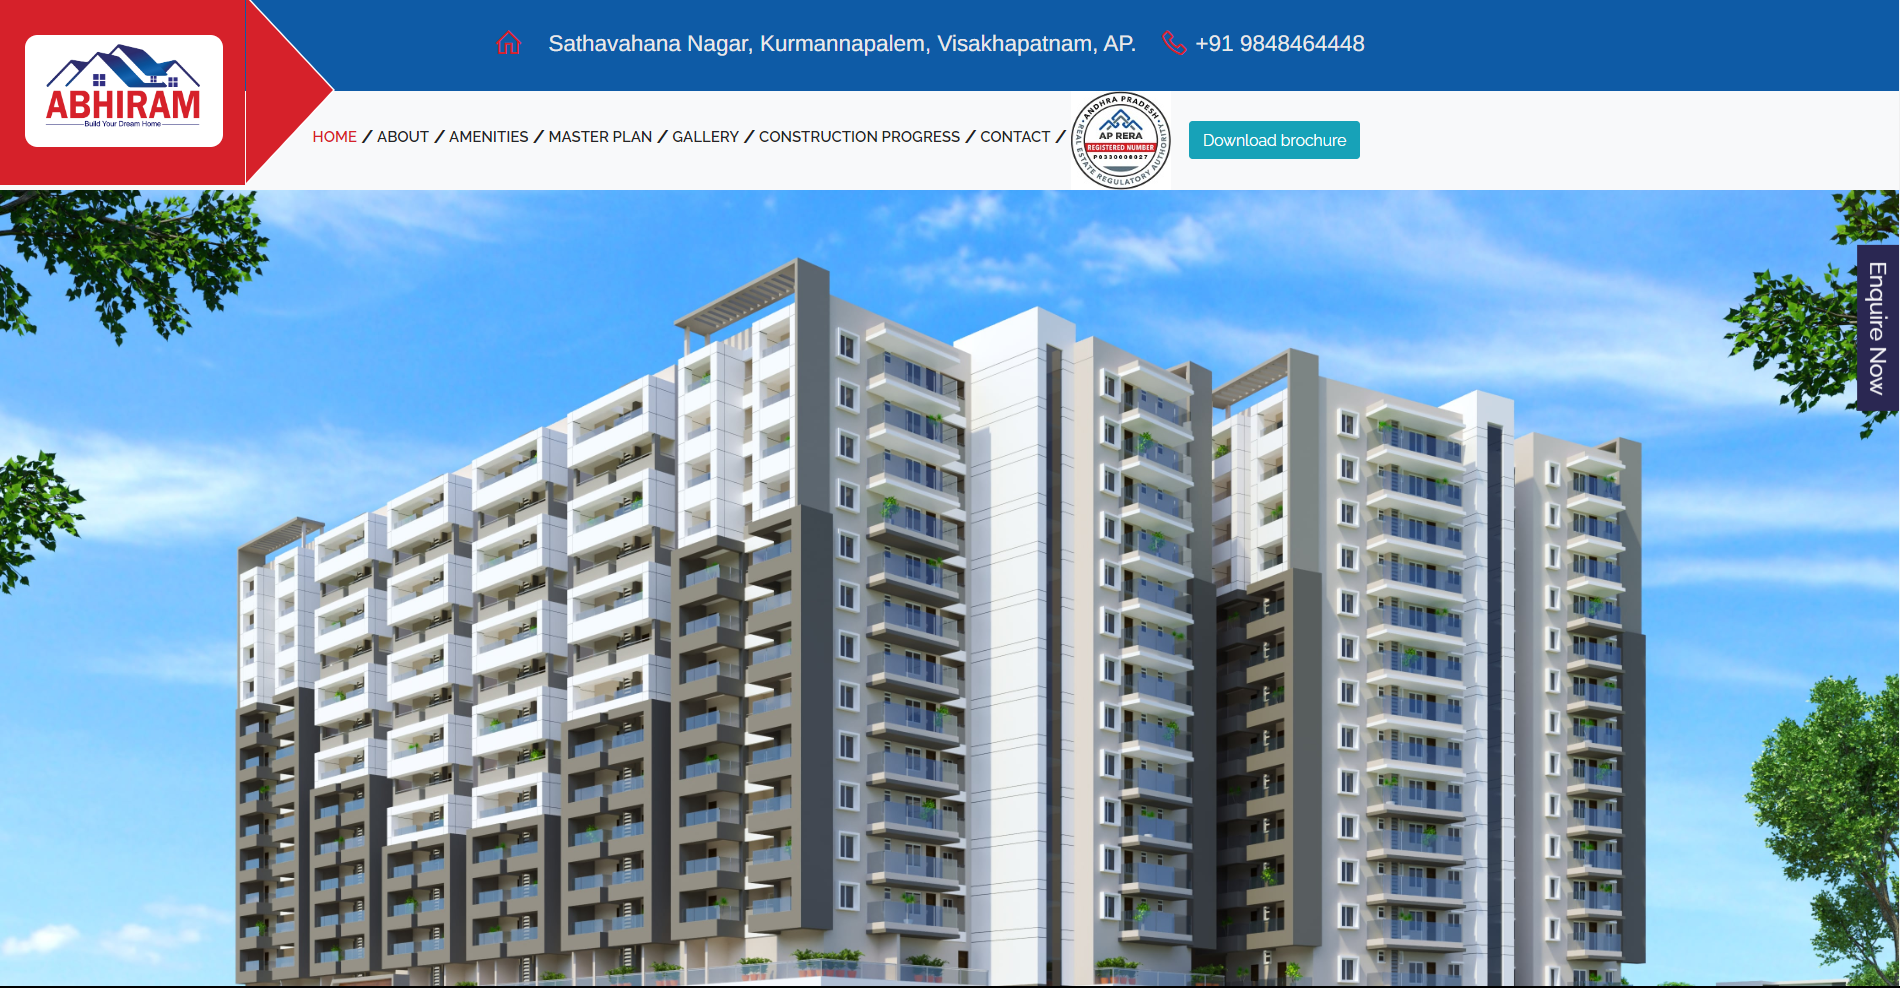 Sathavahana Nagar, Kurmannapalem, Visakhapatnam, AP. +91 9848464448
ABHIRAM
Build Your Dream Home
HOME / ABOUT / AMENITIES / MASTER PLAN / GALLERY / CONSTRUCTION PROGRESS / CONTACT /
ANDHRA PRADESH
AP RERA
REGISTERED NUMBER
P0330000027
REAL ESTATE REGULATORY AUTHORITY
Download brochure
Enquire Now